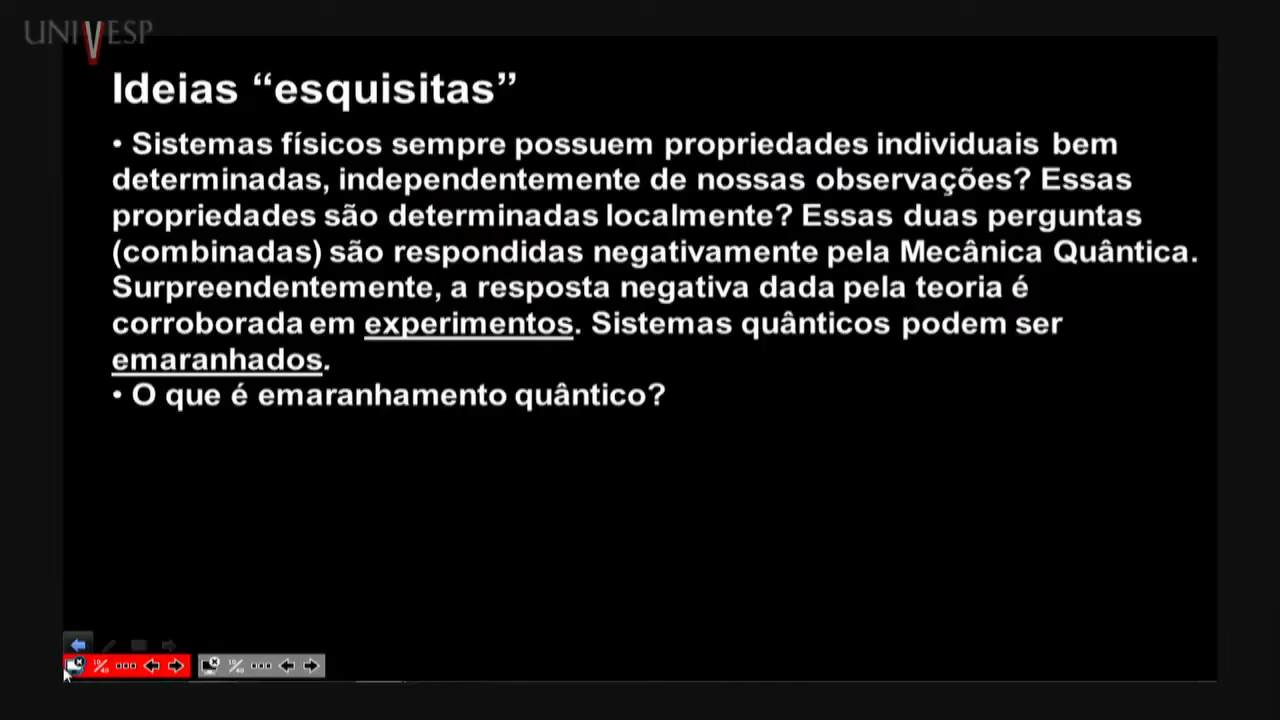 UNIVESP
Ideias “esquisitas”
• Sistemas físicos sempre possuem propriedades individuais bem
determinadas, independentemente de nossas observações? Essas
propriedades são determinadas localmente? Essas duas perguntas
(combinadas) são respondidas negativamente pela Mecânica Quântica.
Surpreendentemente, a resposta negativa dada pela teoria é
corroborada em experimentos. Sistemas quânticos podem ser
emaranhados.
• O que é emaranhamento quântico?